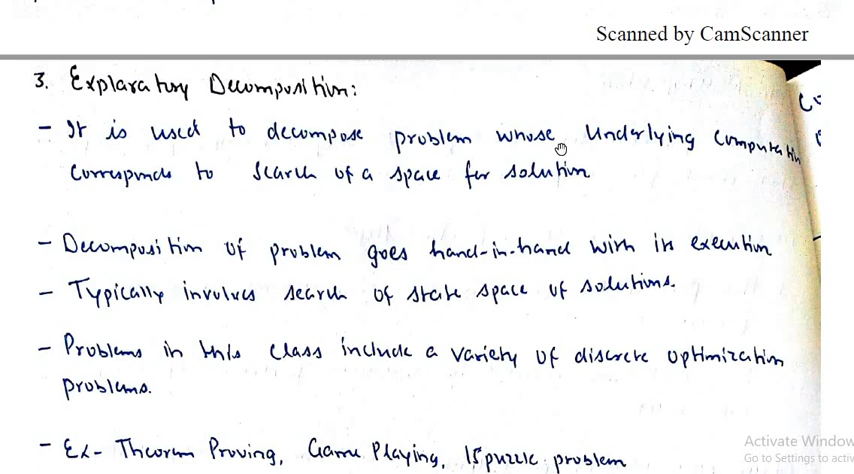 Scanned by CamScanner
3. Exploratory Decomposition:
- It is used to decompose problem whose underlying computation
corresponds to search of a space for solution
- Decomposition of problem goes hand-in-hand with its execution
- Typically involves search of state space of solutions.
- Problems in this class include a variety of discrete optimization
problems.
- Ex- Theorem Proving, Game Playing, 15 puzzle problem
Activate Window
Go to Settings to activ